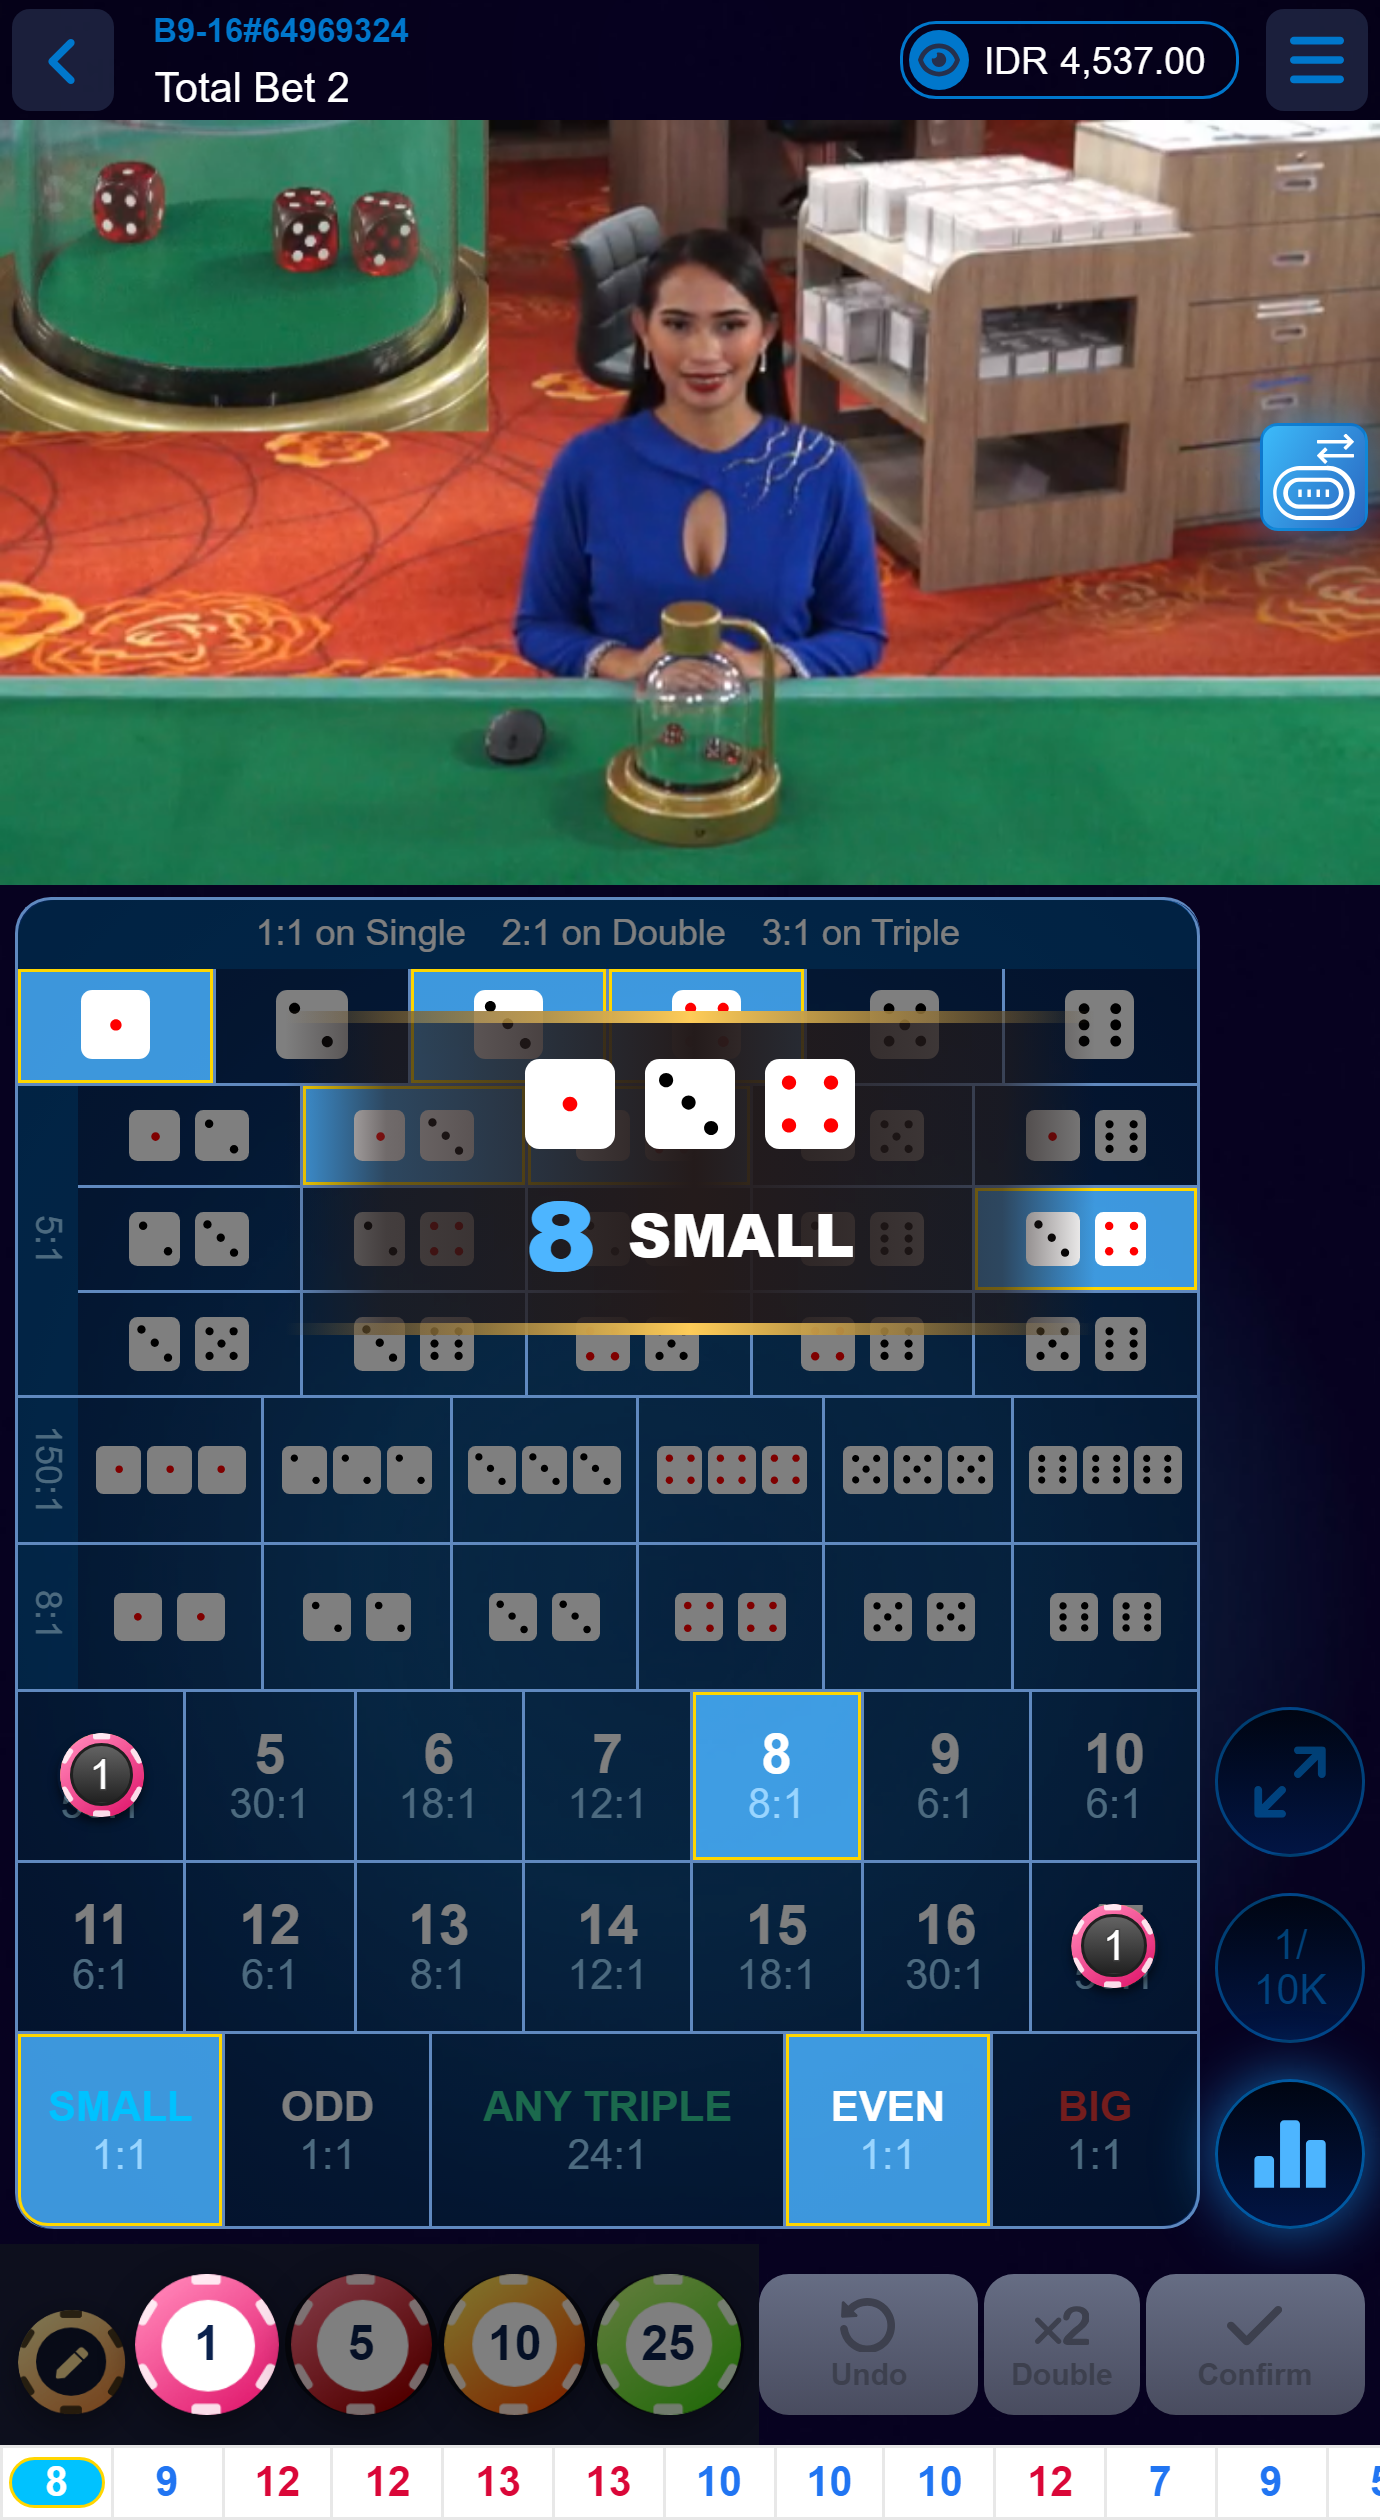 B9-16#64969324
Total Bet 2
IDR 4,537.00
1:1 on Single 2:1 on Double 3:1 on Triple
8 SMALL
5:1
150:1
8:1
1
5 6 7 8 9 10
30:1 18:1 12:1 8:1 6:1 6:1
11 12 13 14 15 16
1
6:1 6:1 8:1 12:1 18:1 30:1
1/
10K
SMALL ODD ANY TRIPLE EVEN BIG
1:1 1:1 24:1 1:1 1:1
1 5 10 25
x2
Undo Double Confirm
8 9 12 12 13 13 10 10 10 12 7 9